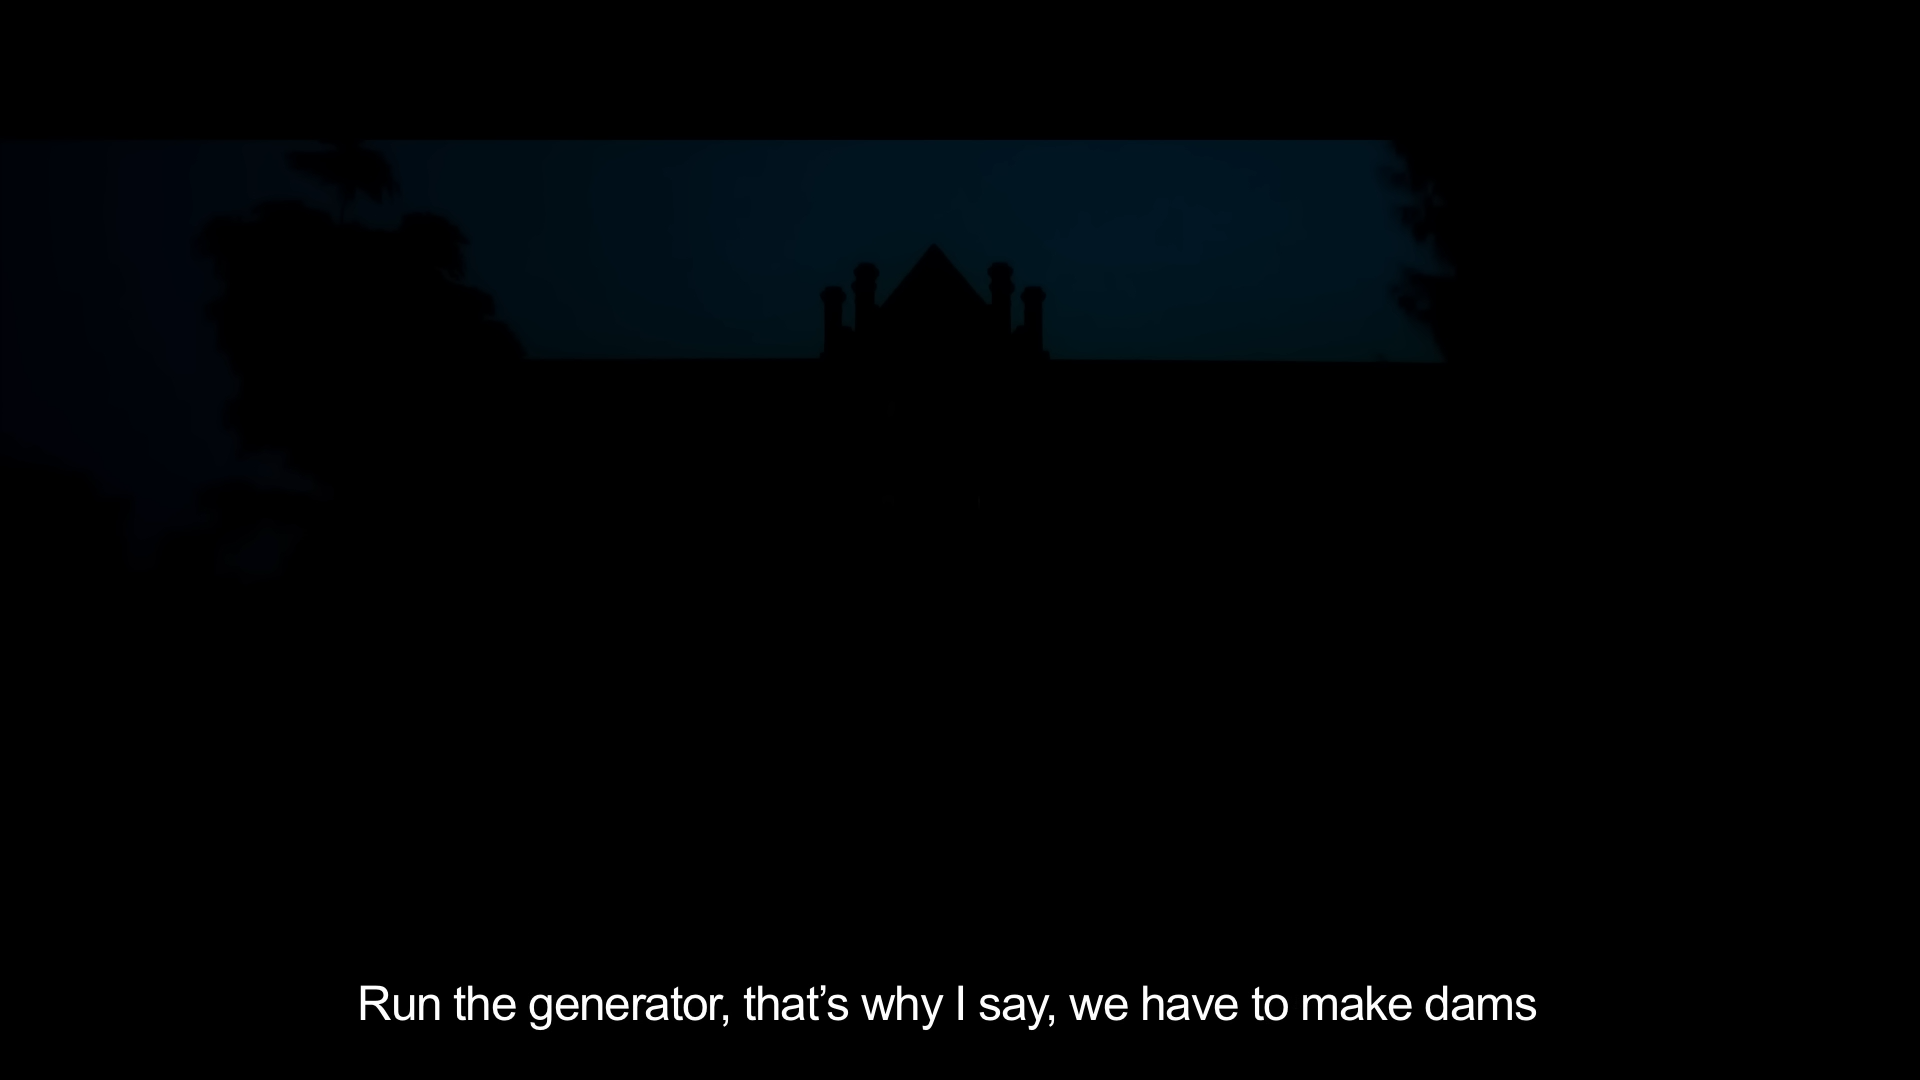 Run the generator, that’s why I say, we have to make dams